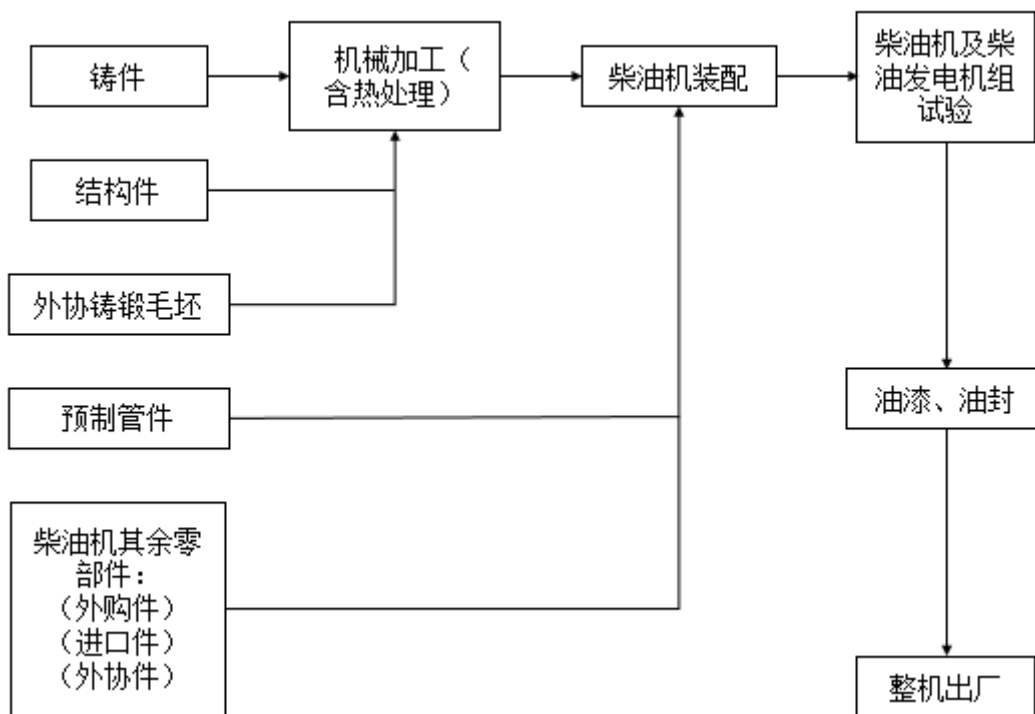 铸件
机械加工（
含热处理）
柴油机装配
柴油机及柴
油发电机组
试验
结构件
外协铸锻毛坯
预制管件
油漆、油封
柴油机其余零
部件：
（外购件）
（进口件）
（外协件）
整机出厂